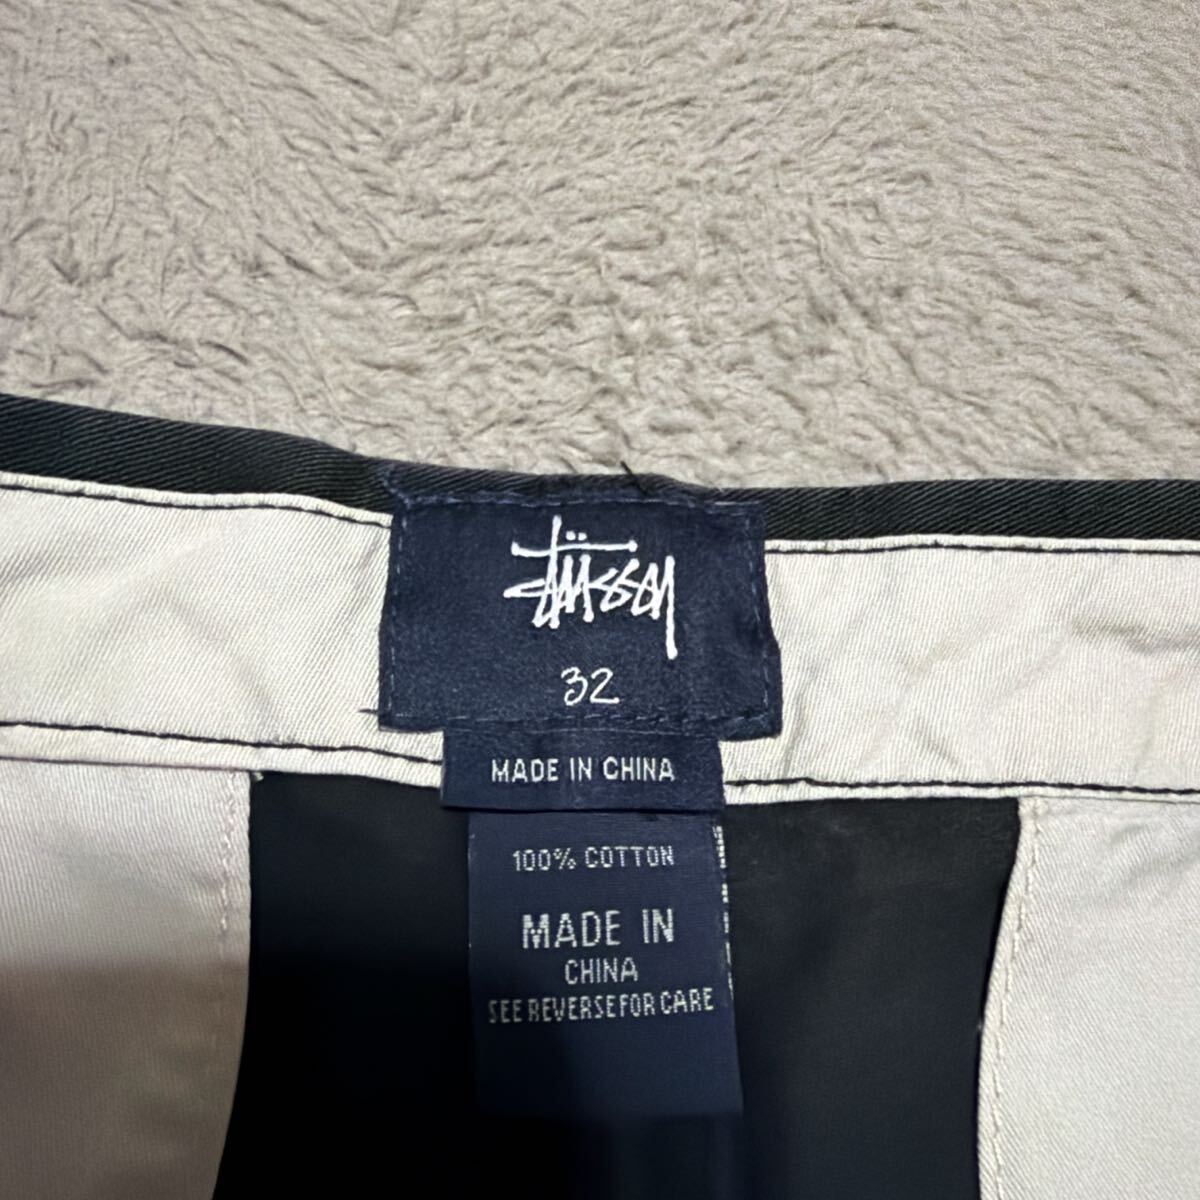 stüssy
32
MADE IN CHINA
100% COTTON
MADE IN
CHINA
SEE REVERSE FOR CARE